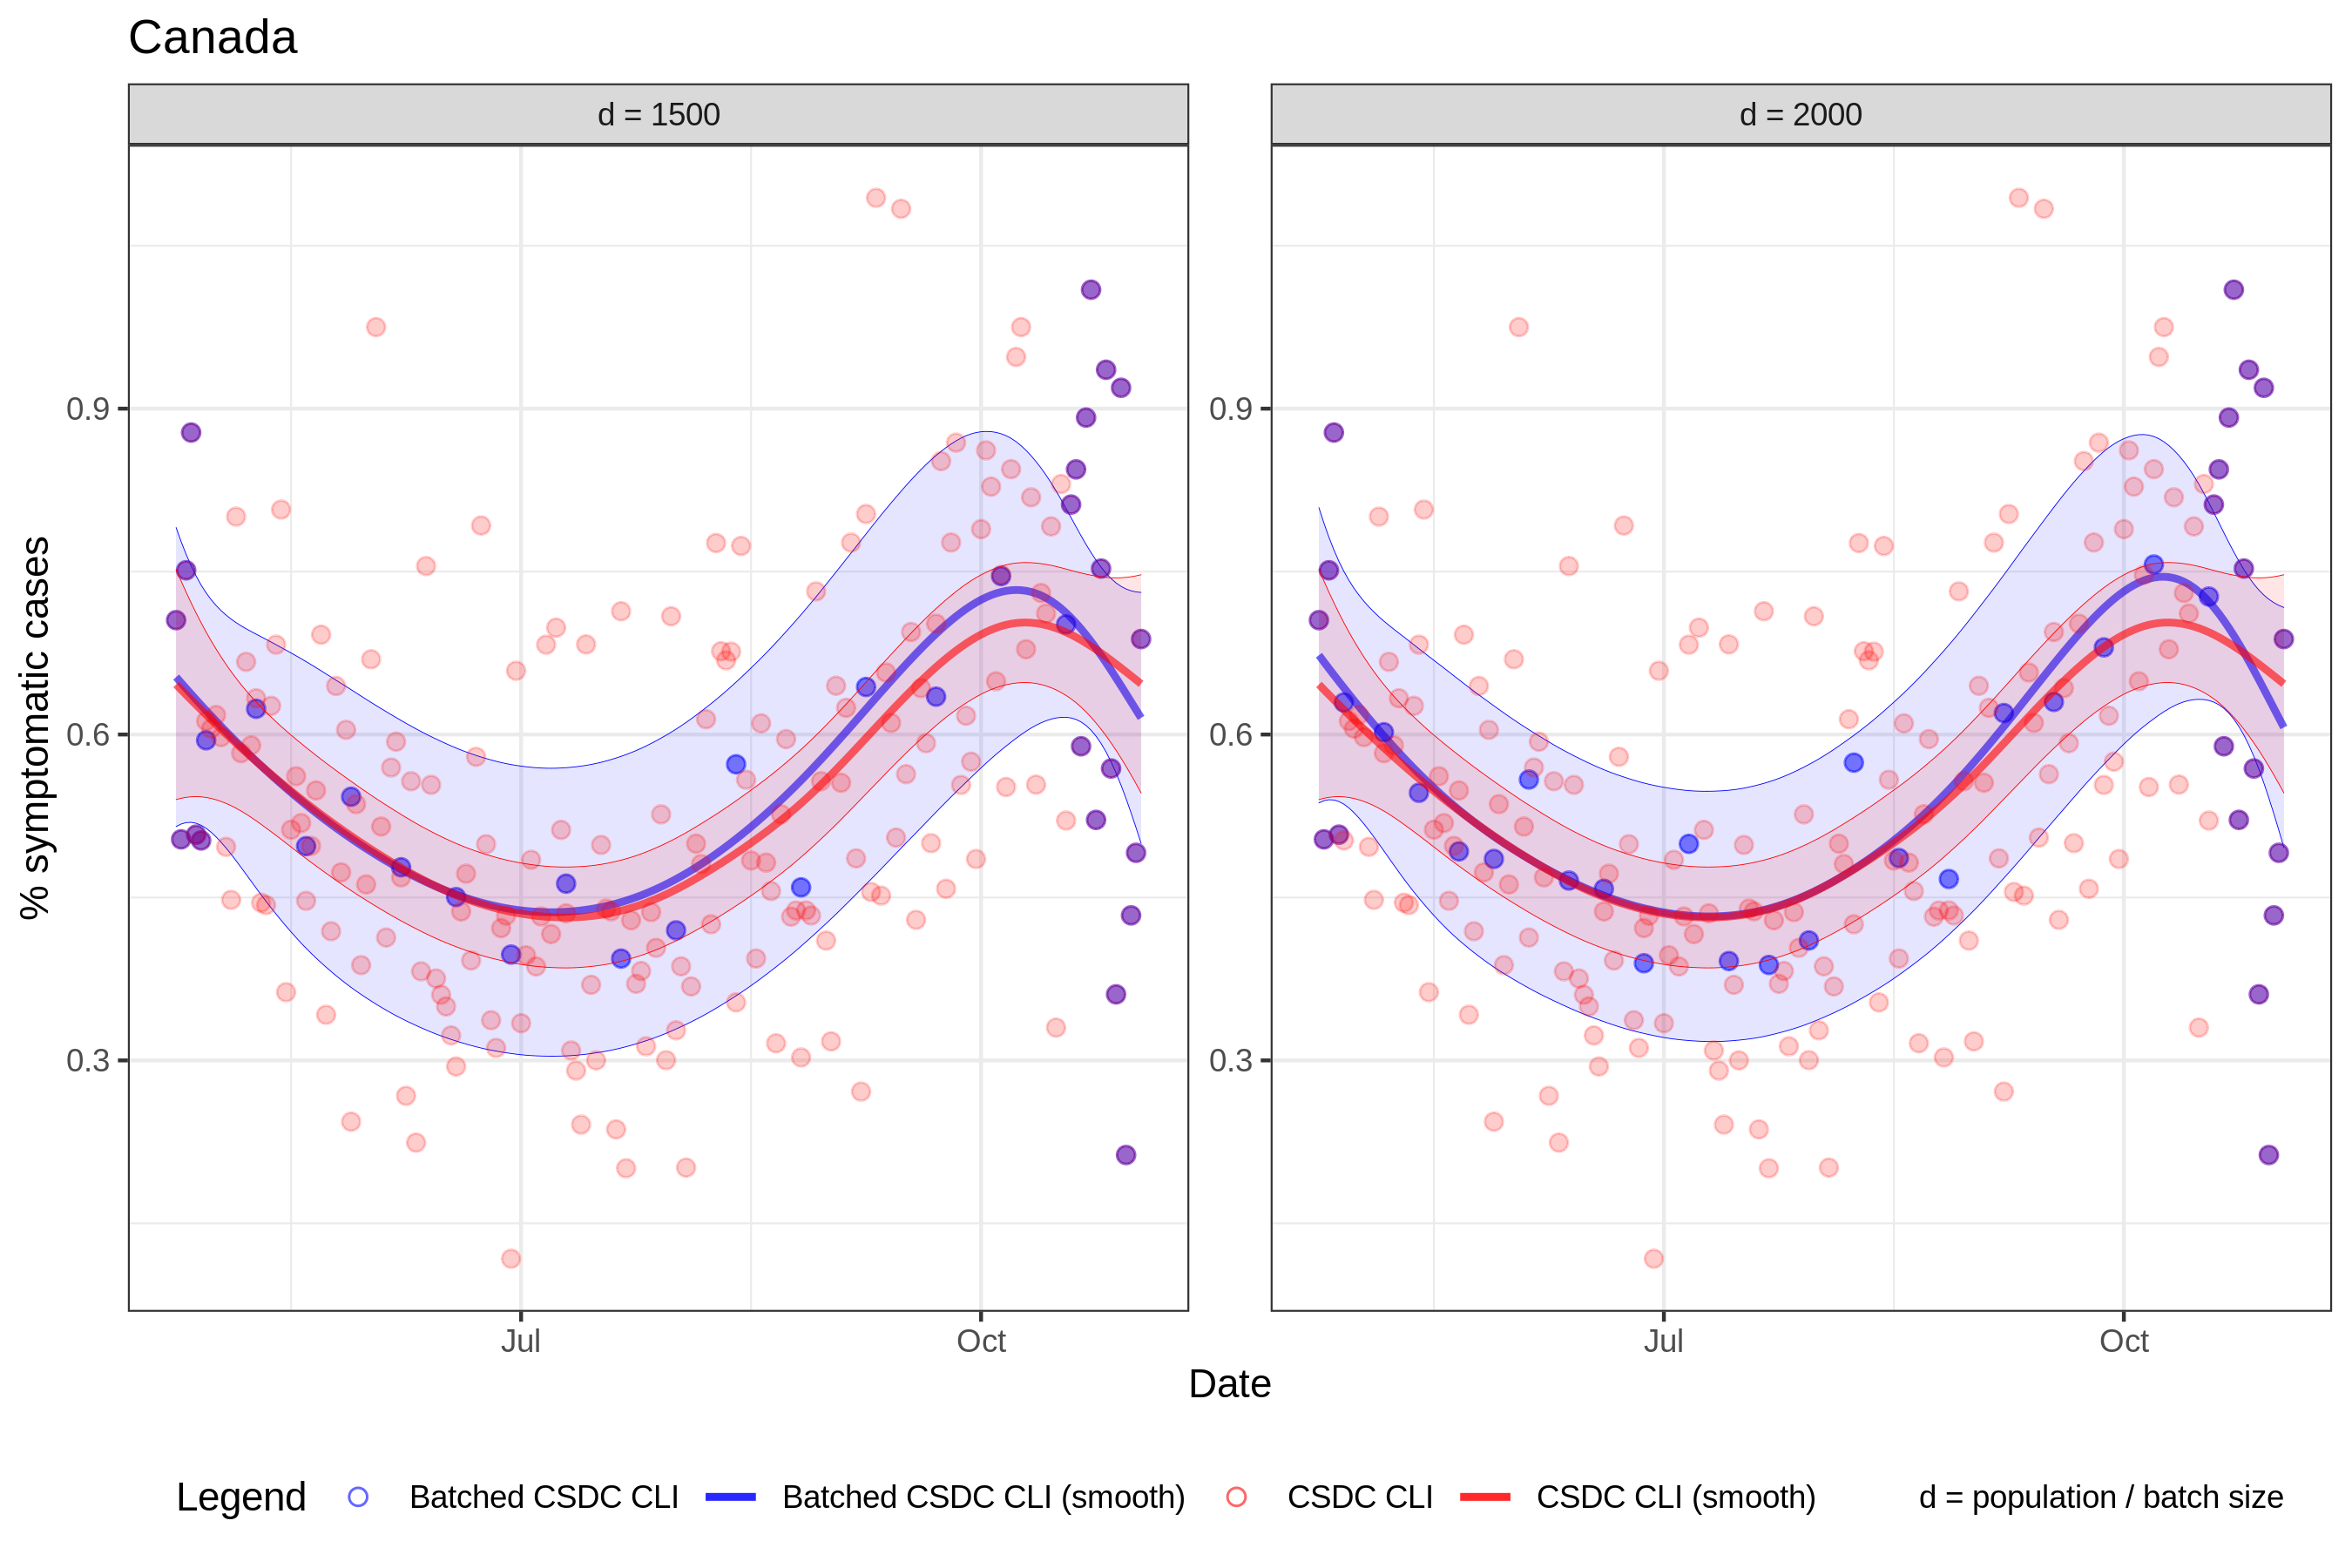 Canada
d = 1500
d = 2000
% symptomatic cases
0.9
0.6
0.3
0.9
0.6
0.3
Jul
Oct
Jul
Oct
Date
Legend Batched CSDC CLI Batched CSDC CLI (smooth) CSDC CLI CSDC CLI (smooth) d = population / batch size